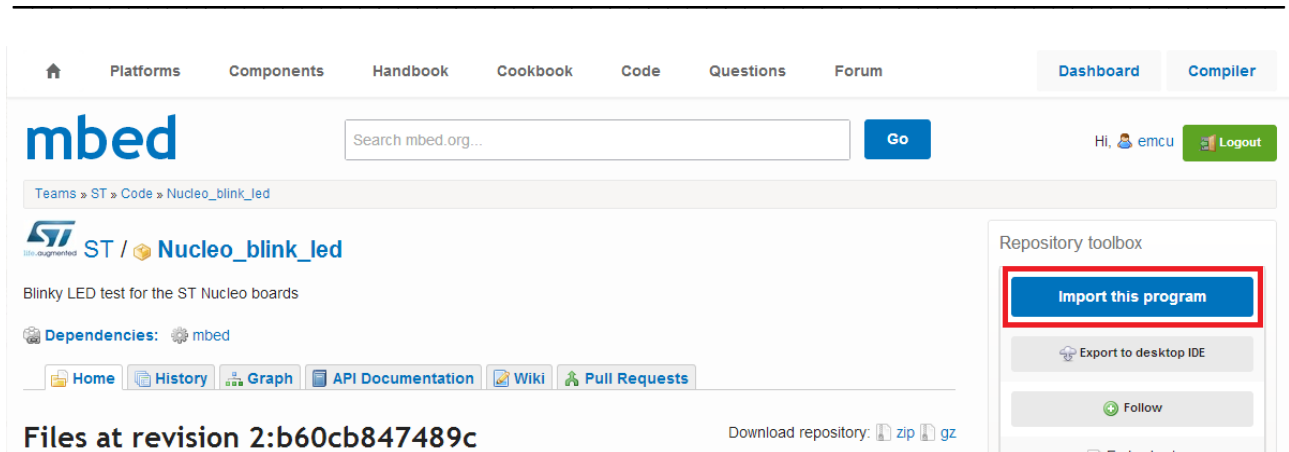 Platforms Components Handbook Cookbook Code Questions Forum Dashboard Compiler
mbed Search mbed.org... Go Hi, emcu Logout
Teams » ST » Code » Nucleo_blink_led
ST life.augmented ST / Nucleo_blink_led
Repository toolbox
Import this program
Blinky LED test for the ST Nucleo boards
Dependencies: mbed
Export to desktop IDE
Home History Graph API Documentation Wiki Pull Requests
Follow
Files at revision 2:b60cb847489c Download repository: zip gz